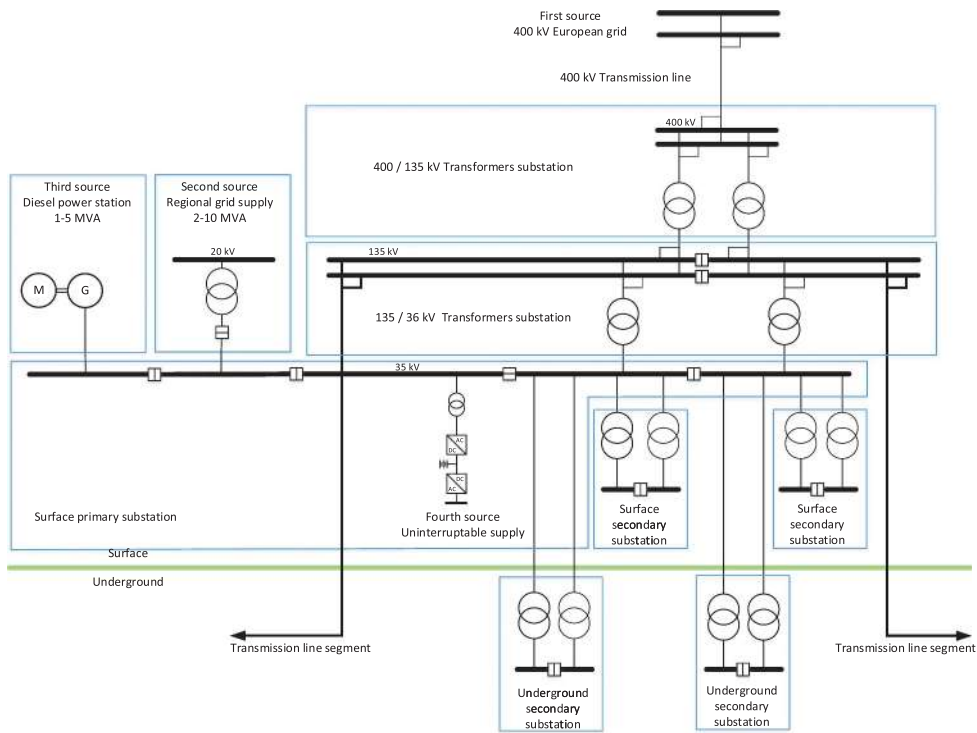 First source
400 kV European grid
400 kV Transmission line
400 kV
400 / 135 kV Transformers substation
Third source
Diesel power station
1-5 MVA
Second source
Regional grid supply
2-10 MVA
20 kV
M
G
135 kV
135 / 36 kV Transformers substation
35 kV
AC
DC
DC
AC
Surface primary substation
Fourth source
Uninterruptable supply
Surface
secondary
substation
Surface
secondary
substation
Surface
Underground
Transmission line segment
Transmission line segment
Underground
secondary
substation
Underground
secondary
substation